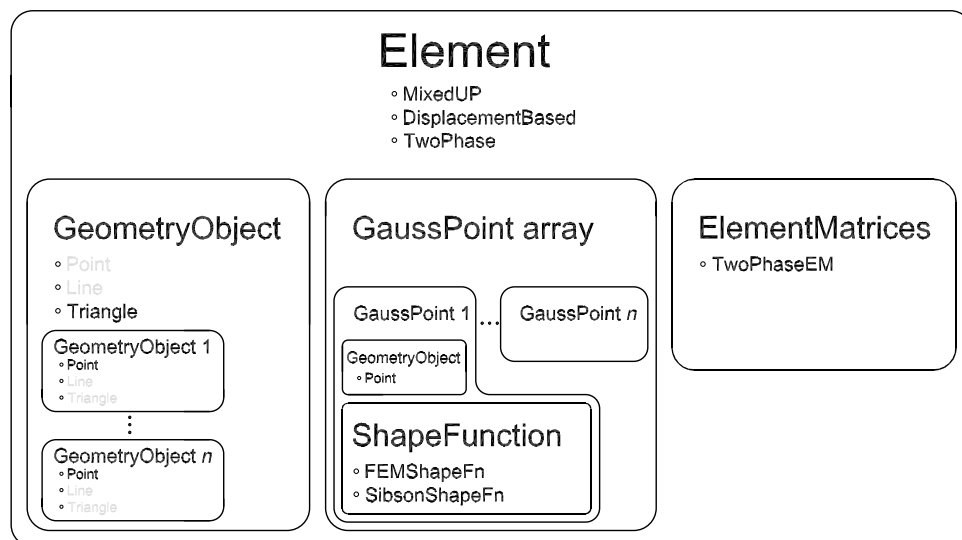 Element
◦ MixedUP
◦ DisplacementBased
◦ TwoPhase
GeometryObject
◦ Point
◦ Line
◦ Triangle
GeometryObject 1
◦ Point
◦ Line
◦ Triangle
⋮
GeometryObject n
◦ Point
◦ Line
◦ Triangle
GaussPoint array
GaussPoint 1 ... GaussPoint n
GeometryObject
◦ Point
ShapeFunction
◦ FEMShapeFn
◦ SibsonShapeFn
ElementMatrices
◦ TwoPhaseEM